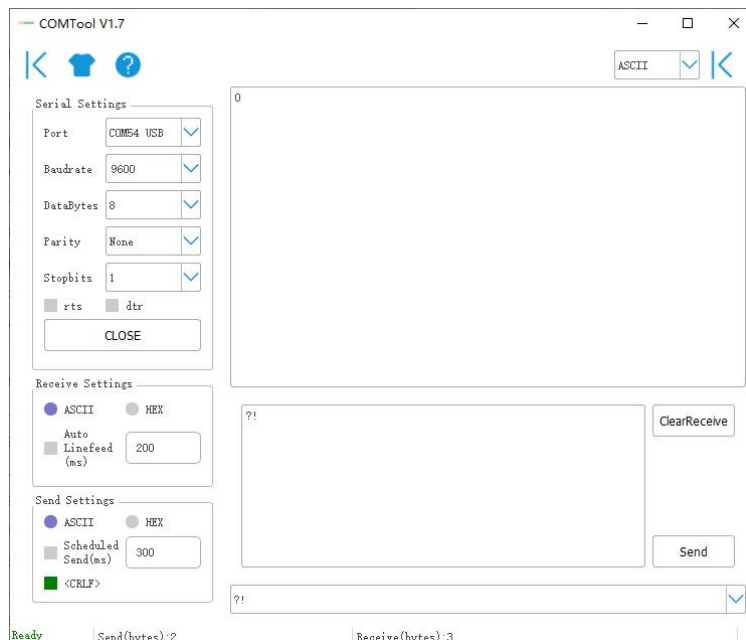 COMTool V1.7
ASCII
Serial Settings
Port
COM54 USB
Baudrate
9600
DataBytes
8
Parity
None
Stopbits
1
rts
dtr
CLOSE
0
Receive Settings
ASCII
HEX
Auto
Linefeed
(ms)
200
?!
ClearReceive
Send Settings
ASCII
HEX
Scheduled
Send(ms)
300
<CRLF>
Send
?!
Ready
Send(bytes):2
Receive(bytes):3